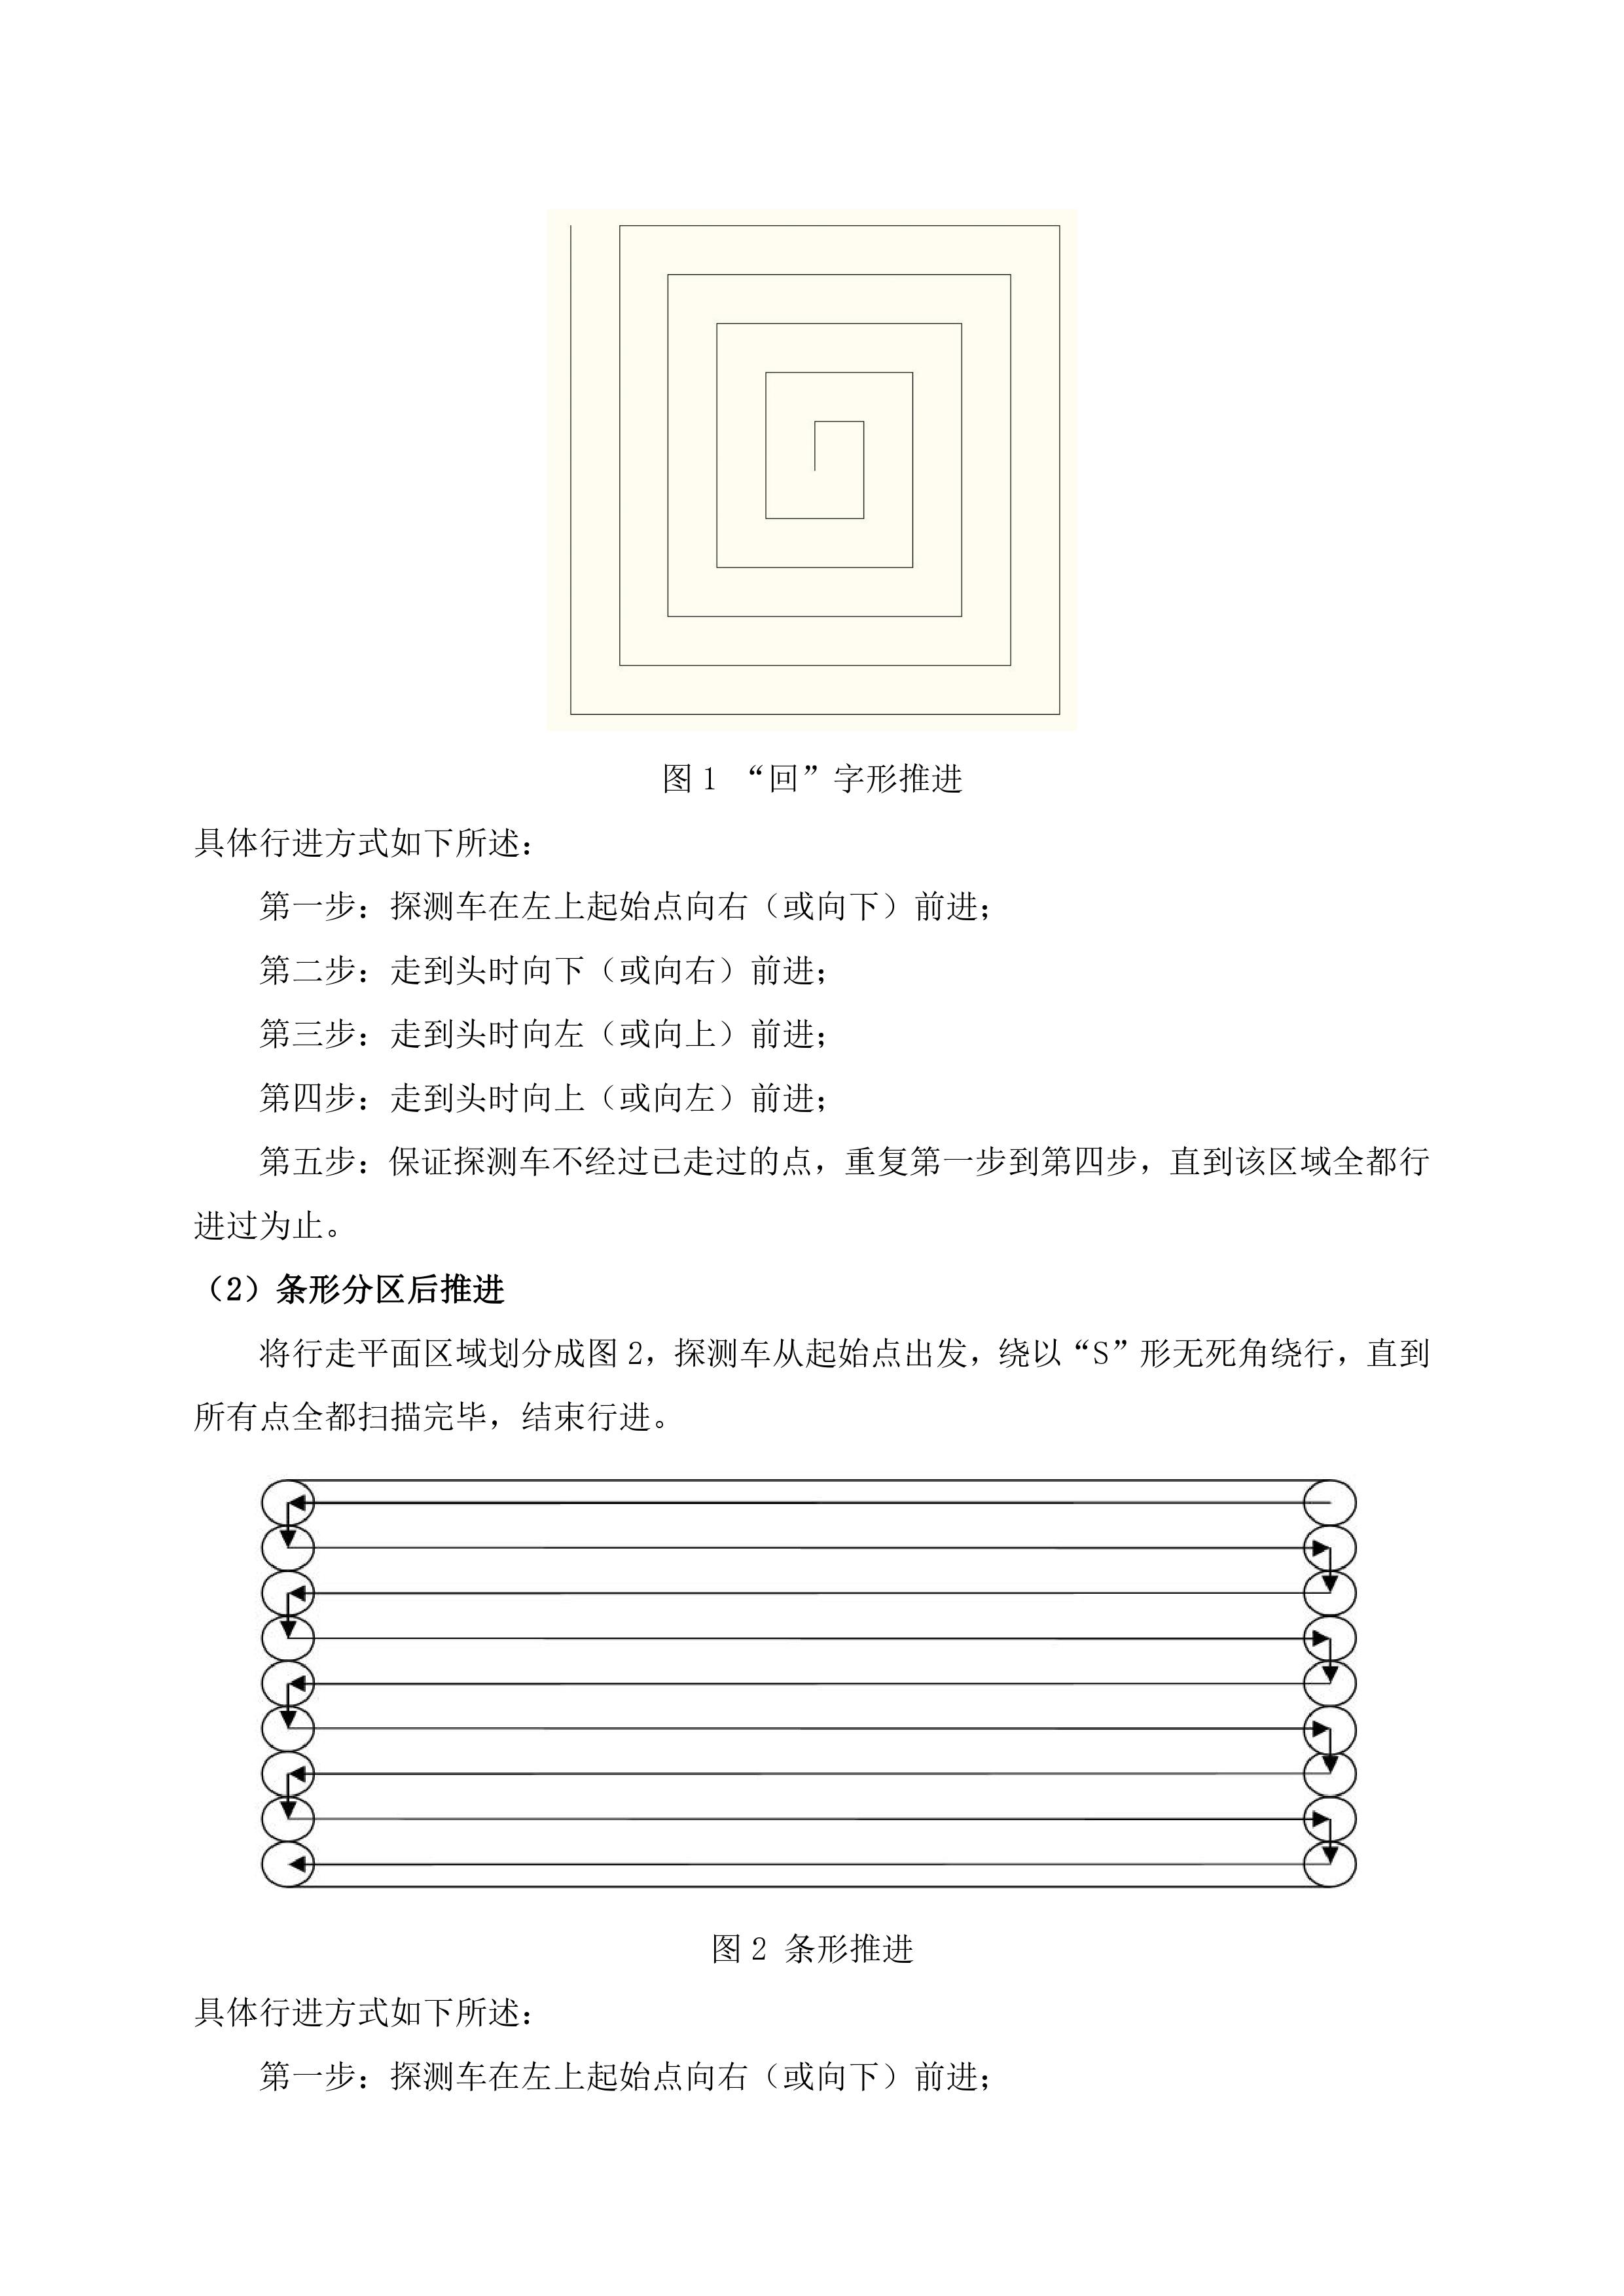 图1 “回”字形推进
具体行进方式如下所述：
第一步：探测车在左上起始点向右（或向下）前进；
第二步：走到头时向下（或向右）前进；
第三步：走到头时向左（或向上）前进；
第四步：走到头时向上（或向左）前进；
第五步：保证探测车不经过已走过的点，重复第一步到第四步，直到该区域全都行
进过为止。
（2）条形分区后推进
将行走平面区域划分成图2，探测车从起始点出发，绕以“S”形无死角绕行，直到
所有点全都扫描完毕，结束行进。
图2 条形推进
具体行进方式如下所述：
第一步：探测车在左上起始点向右（或向下）前进；